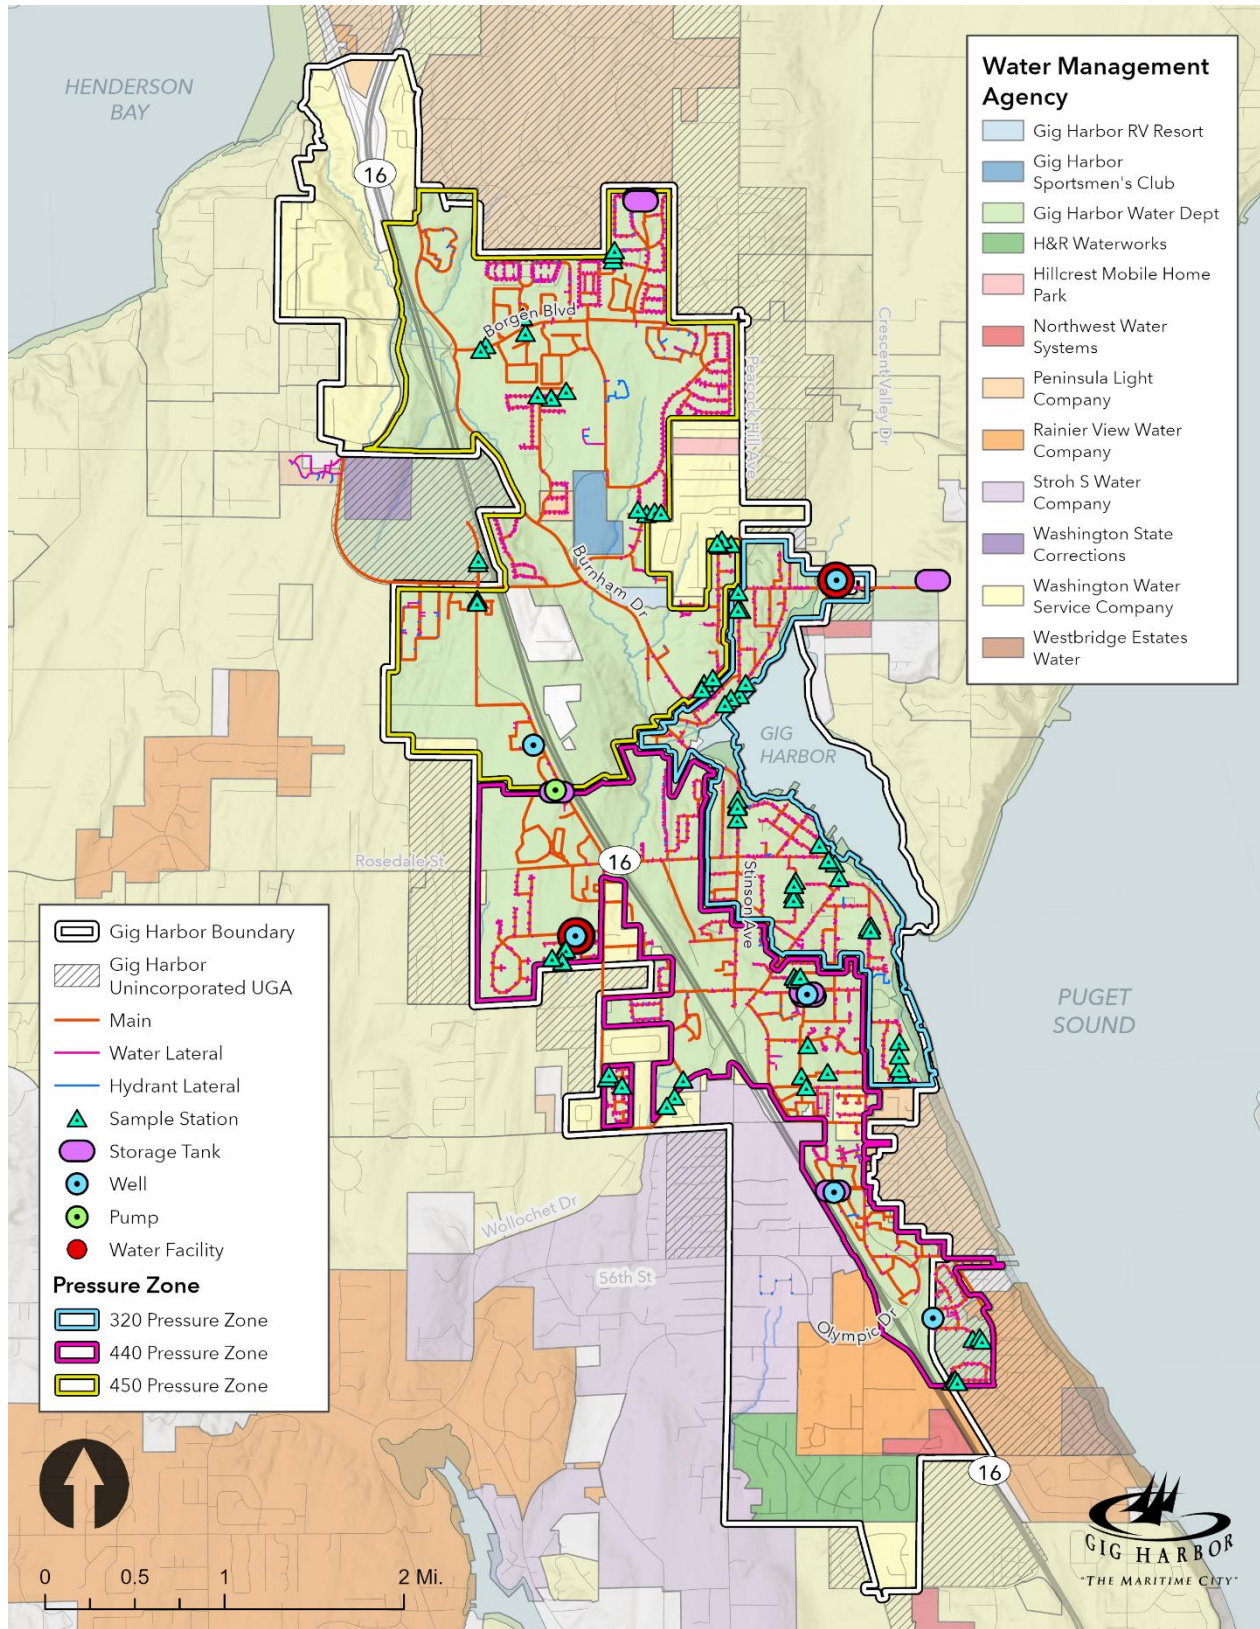 HENDERSON
BAY
16
Water Management
Agency
Gig Harbor RV Resort
Gig Harbor
Sportsmen's Club
Gig Harbor Water Dept
H&R Waterworks
Hillcrest Mobile Home
Park
Northwest Water
Systems
Peninsula Light
Company
Rainier View Water
Company
Stroh S Water
Company
Washington State
Corrections
Washington Water
Service Company
Westbridge Estates
Water
Borgen Blvd
Peacock Hill Ave
Crescent Valley Dr
Burnham Dr
GIG
HARBOR
Rosedale St
16
Stinson Ave
PUGET
SOUND
Gig Harbor Boundary
Gig Harbor
Unincorporated UGA
Main
Water Lateral
Hydrant Lateral
Sample Station
Storage Tank
Well
Pump
Water Facility
Pressure Zone
320 Pressure Zone
440 Pressure Zone
450 Pressure Zone
Wollochet Dr
56th St
Olympic Dr
16
0 0.5 1 2 Mi.
GIG HARBOR
"THE MARITIME CITY"